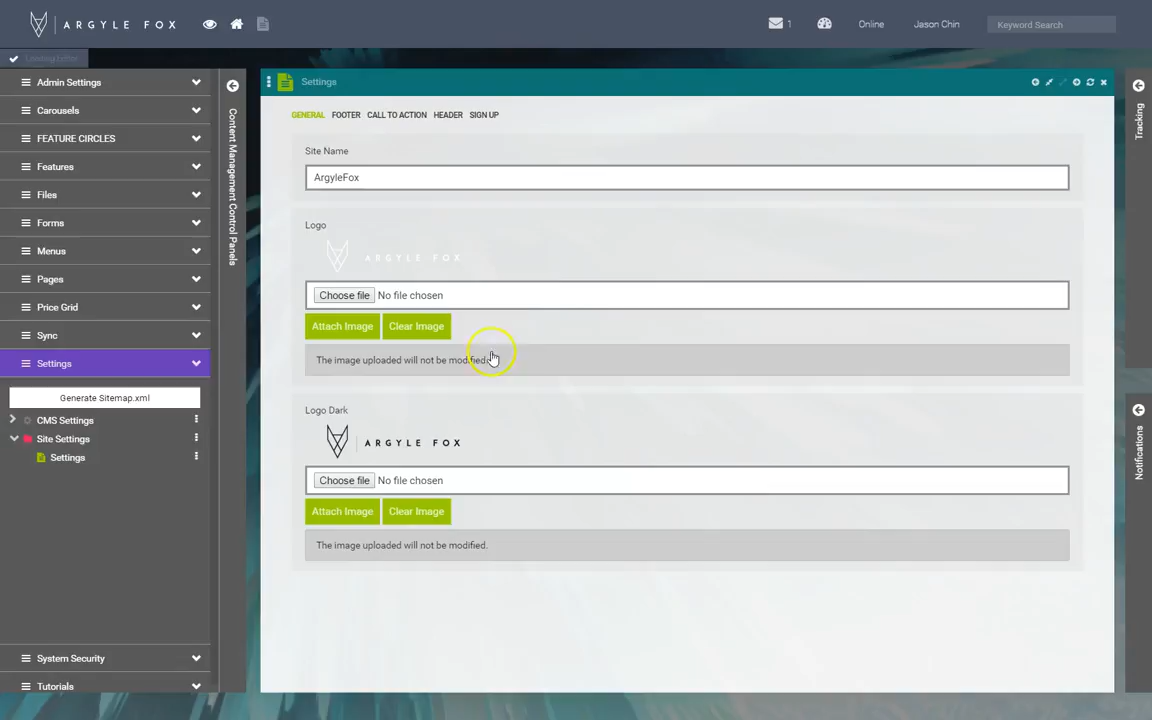 ARGYLE FOX
1
Online
Jason Chin
Keyword Search
Loading Editor
Admin Settings
Carousels
FEATURE CIRCLES
Features
Files
Forms
Menus
Pages
Price Grid
Sync
Settings
Generate Sitemap.xml
CMS Settings
Site Settings
Settings
System Security
Tutorials
Content Management Control Panels
Settings
GENERAL FOOTER CALL TO ACTION HEADER SIGN UP
Site Name
ArgyleFox
Logo
ARGYLE FOX
Choose file No file chosen
Attach Image Clear Image
The image uploaded will not be modified.
Logo Dark
ARGYLE FOX
Choose file No file chosen
Attach Image Clear Image
The image uploaded will not be modified.
Tracking
Notifications